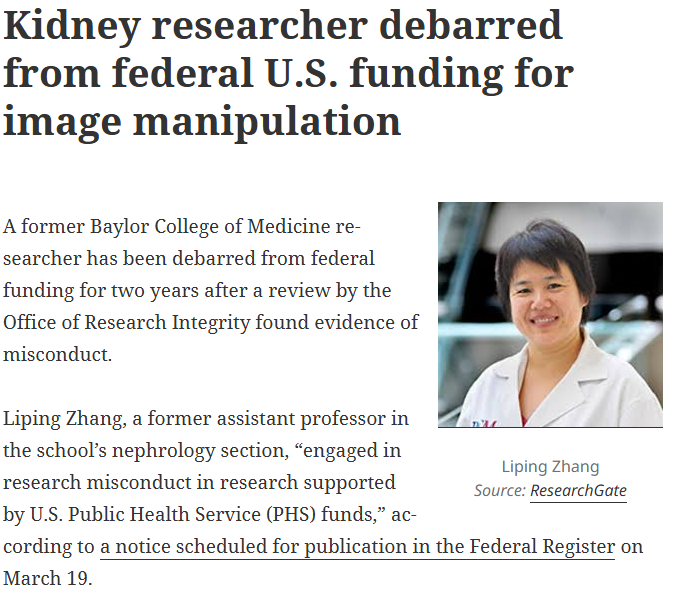 Kidney researcher debarred
from federal U.S. funding for
image manipulation
A former Baylor College of Medicine re-
searcher has been debarred from federal
funding for two years after a review by the
Office of Research Integrity found evidence of
misconduct.
Liping Zhang, a former assistant professor in
the school’s nephrology section, “engaged in
research misconduct in research supported
by U.S. Public Health Service (PHS) funds,” ac-
cording to a notice scheduled for publication in the Federal Register on
March 19.
Liping Zhang
Source: ResearchGate